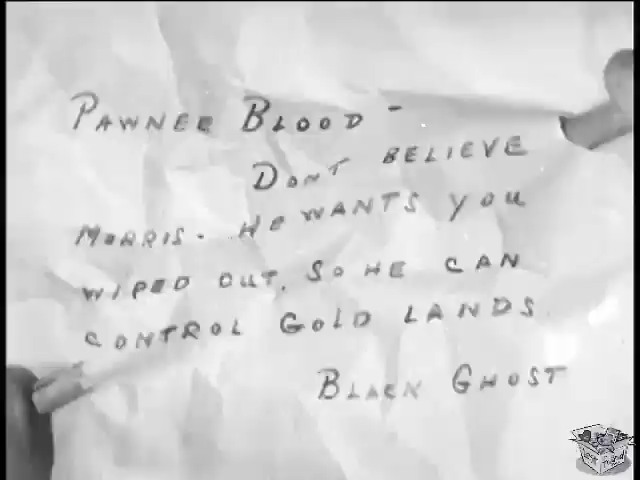 PAWNEE BLOOD -
DONT BELIEVE
MORRIS. HE WANTS YOU
WIPED OUT. SO HE CAN
CONTROL GOLD LANDS
BLACK GHOST